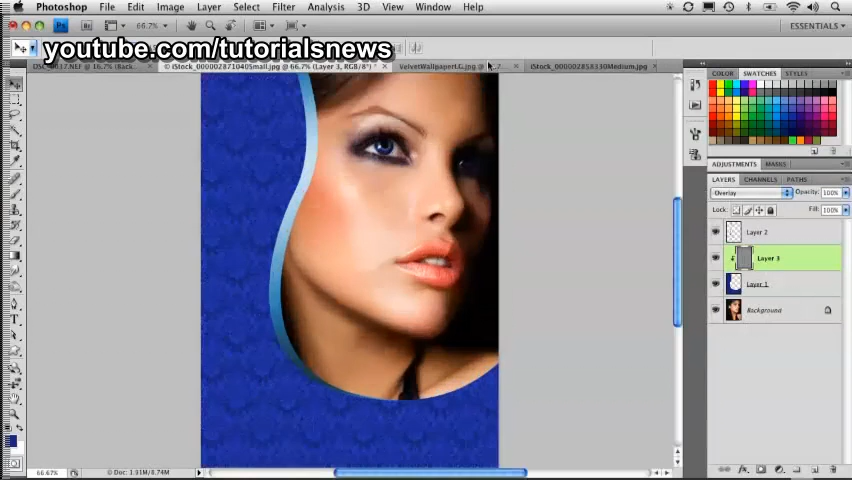 Photoshop File Edit Image Layer Select Filter Analysis 3D View Window Help
66.7% ESSENTIALS
youtube.com/tutorialsnews
iStock_000002871040Small.jpg @ 66.7% (Layer 3, RGB/8*) VelvetWallpaperLG.jpg @ iStock_000002858330Medium.jpg
COLOR SWATCHES STYLES
ADJUSTMENTS MASKS
LAYERS CHANNELS PATHS
Overlay Opacity: 100%
Lock: Fill: 100%
Layer 2
Layer 3
Layer 1
Background
66.67% Doc: 1.91M/8.74M